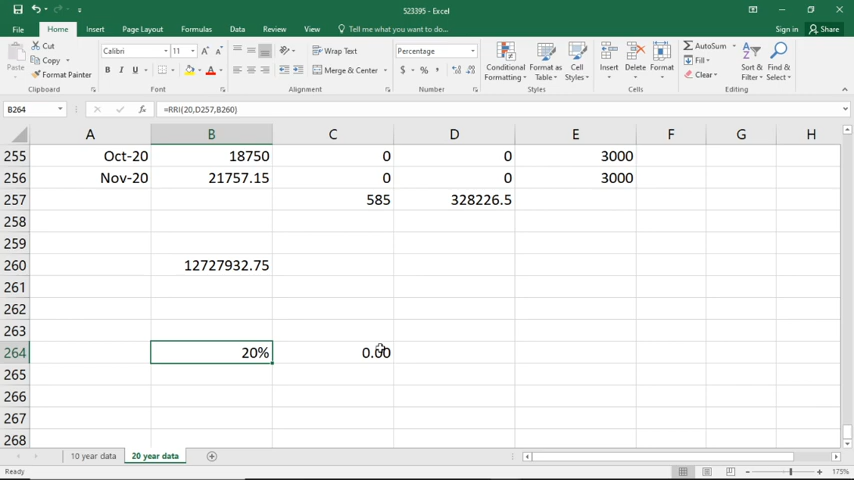 523395 - Excel
File Home Insert Page Layout Formulas Data Review View Tell me what you want to do... Sign in Share
Paste Cut Copy Format Painter Calibri 11 A A Wrap Text Percentage Conditional Formatting Format as Table Cell Styles Insert Delete Format AutoSum Fill Clear Sort & Filter Find & Select
B I U A Merge & Center $ % ,
Clipboard Font Alignment Number Styles Cells Editing
B264 fx =RRI(20,D257,B260)
A B C D E F G H
255 Oct-20 18750 0 0 3000
256 Nov-20 21757.15 0 0 3000
257 585 328226.5
258
259
260 12727932.75
261
262
263
264 20% 0.00
265
266
267
268
10 year data 20 year data
Ready 175%